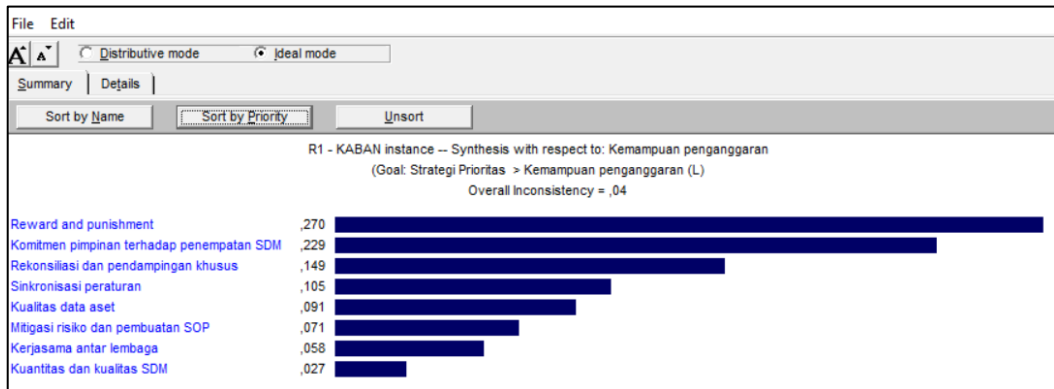 File Edit
A A Distributive mode Ideal mode
Summary Details
Sort by Name Sort by Priority Unsort
R1 - KABAN instance -- Synthesis with respect to: Kemampuan penganggaran
(Goal: Strategi Prioritas > Kemampuan penganggaran (L)
Overall Inconsistency = ,04
Reward and punishment ,270
Komitmen pimpinan terhadap penempatan SDM ,229
Rekonsiliasi dan pendampingan khusus ,149
Sinkronisasi peraturan ,105
Kualitas data aset ,091
Mitigasi risiko dan pembuatan SOP ,071
Kerjasama antar lembaga ,058
Kuantitas dan kualitas SDM ,027